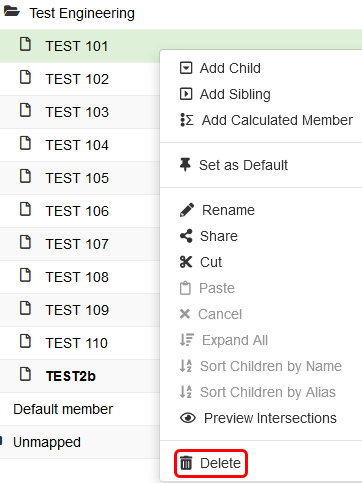 Test Engineering
TEST 101
TEST 102
TEST 103
TEST 104
TEST 105
TEST 106
TEST 107
TEST 108
TEST 109
TEST 110
TEST2b
Default member
Unmapped
Add Child
Add Sibling
Add Calculated Member
Set as Default
Rename
Share
Cut
Paste
Cancel
Expand All
Sort Children by Name
Sort Children by Alias
Preview Intersections
Delete